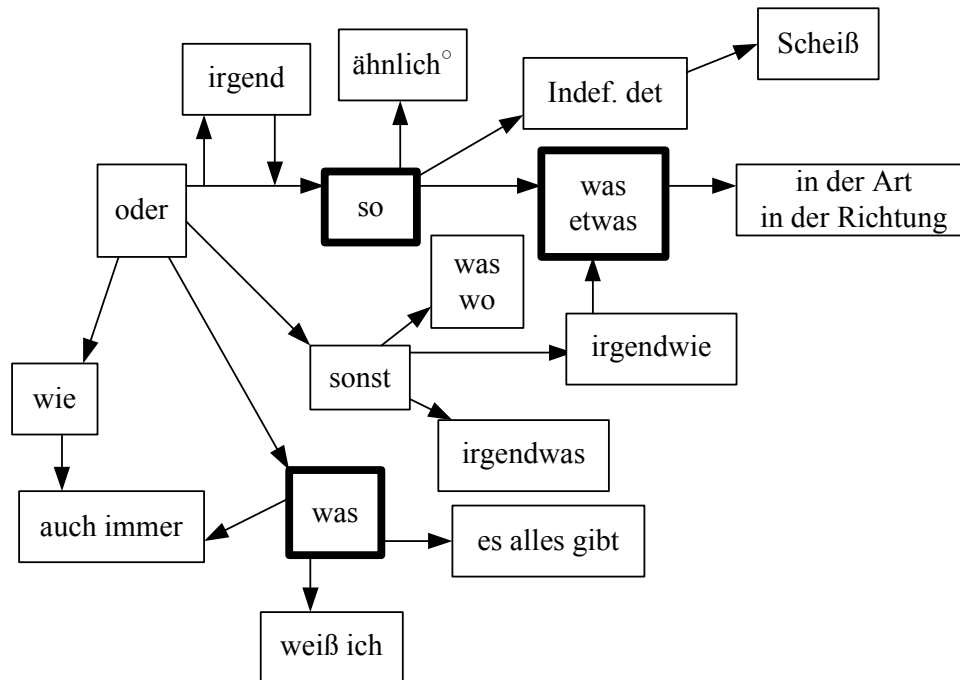 Scheiß
ähnlich°
irgend
Indef. det
oder
so
was
etwas
in der Art
in der Richtung
was
wo
irgendwie
sonst
wie
irgendwas
auch immer
was
es alles gibt
weiß ich